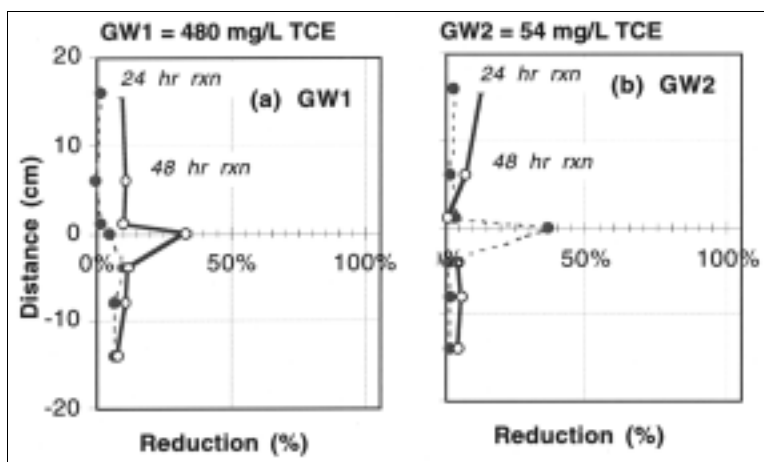 GW1 = 480 mg/L TCE
GW2 = 54 mg/L TCE
20
24 hr rxn
(a) GW1
24 hr rxn
(b) GW2
10
48 hr rxn
48 hr rxn
Distance (cm)
0
0%
50%
100%
0%
50%
100%
-10
-20
Reduction (%)
Reduction (%)